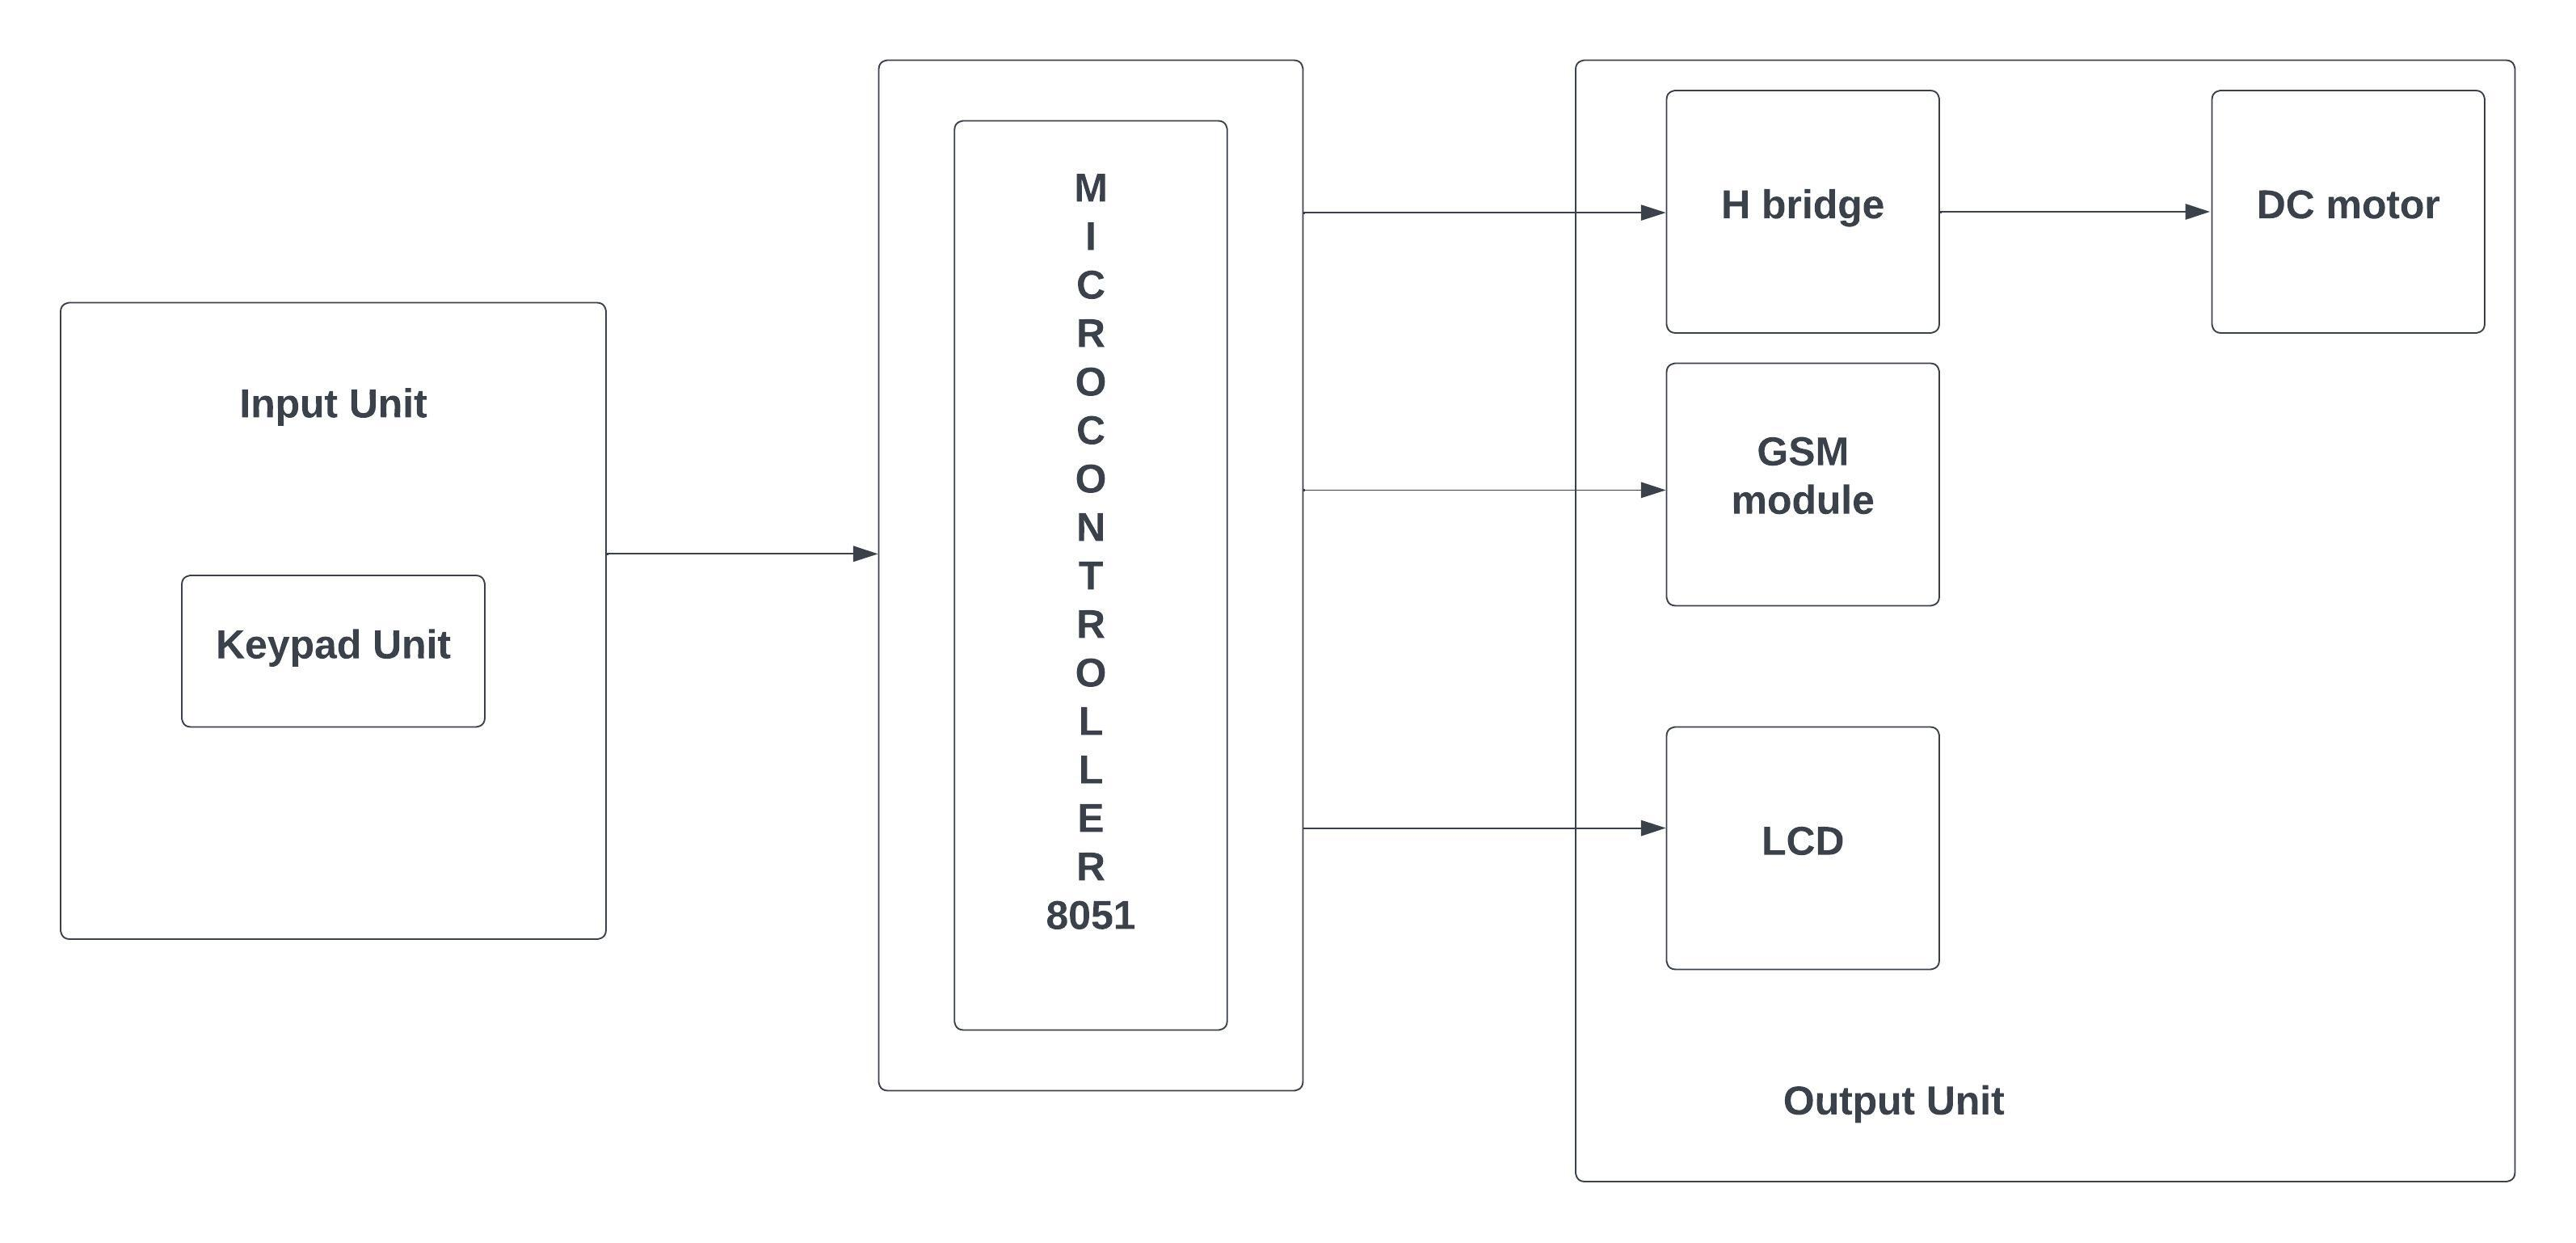 Input Unit
Keypad Unit
M
I
C
R
O
C
O
N
T
R
O
L
L
E
R
8051
H bridge
DC motor
GSM
module
LCD
Output Unit